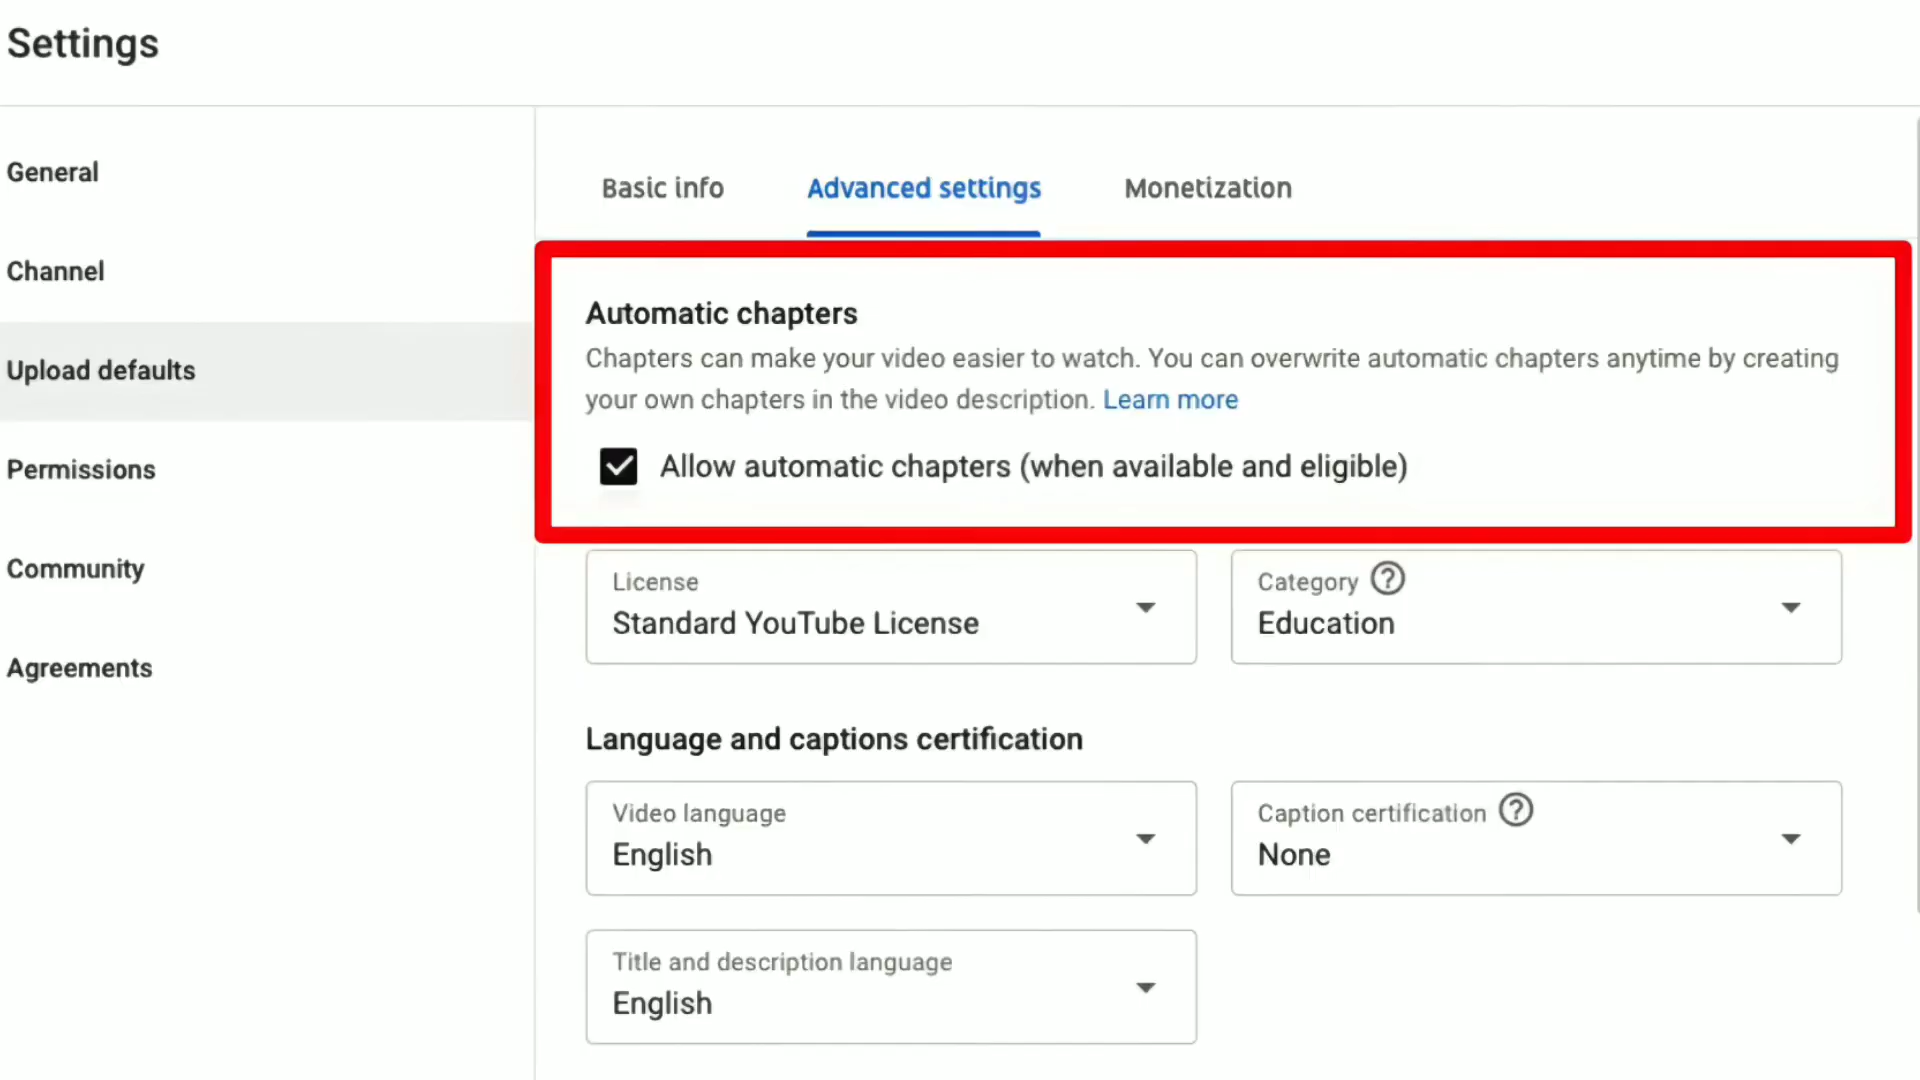 Settings
General
Channel
Upload defaults
Permissions
Community
Agreements
Basic info
Advanced settings
Monetization
Automatic chapters
Chapters can make your video easier to watch. You can overwrite automatic chapters anytime by creating
your own chapters in the video description. Learn more
Allow automatic chapters (when available and eligible)
License
Standard YouTube License
Category ?
Education
Language and captions certification
Video language
English
Caption certification ?
None
Title and description language
English